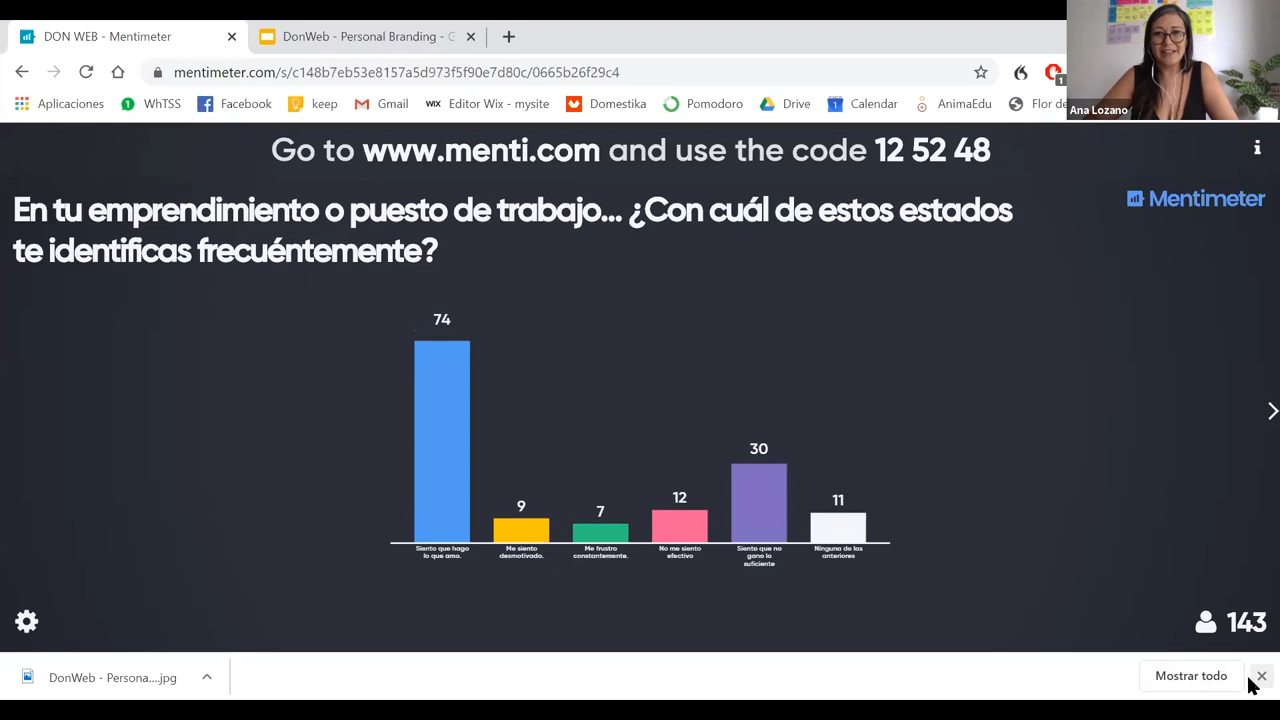 DON WEB - Mentimeter
DonWeb - Personal Branding - G
mentimeter.com/s/c148b7eb53e8157a5d973f5f90e7d80c/0665b26f29c4
1
Aplicaciones
WhTSS
Facebook
keep
Gmail
WIX Editor Wix - mysite
Domestika
Pomodoro
Drive
Calendar
AnimaEdu
Flor de
Ana Lozano
Go to www.menti.com and use the code 12 52 48
Mentimeter
En tu emprendimiento o puesto de trabajo... ¿Con cuál de estos estados
te identificas frecuéntemente?
74
9
7
12
30
11
Siento que hago
lo que amo.
Me siento
desmotivado.
Me frustro
constantemente.
No me siento
efectivo
Siento que no
gano lo
suficiente
Ninguna de las
anteriores
143
DonWeb - Persona....jpg
Mostrar todo